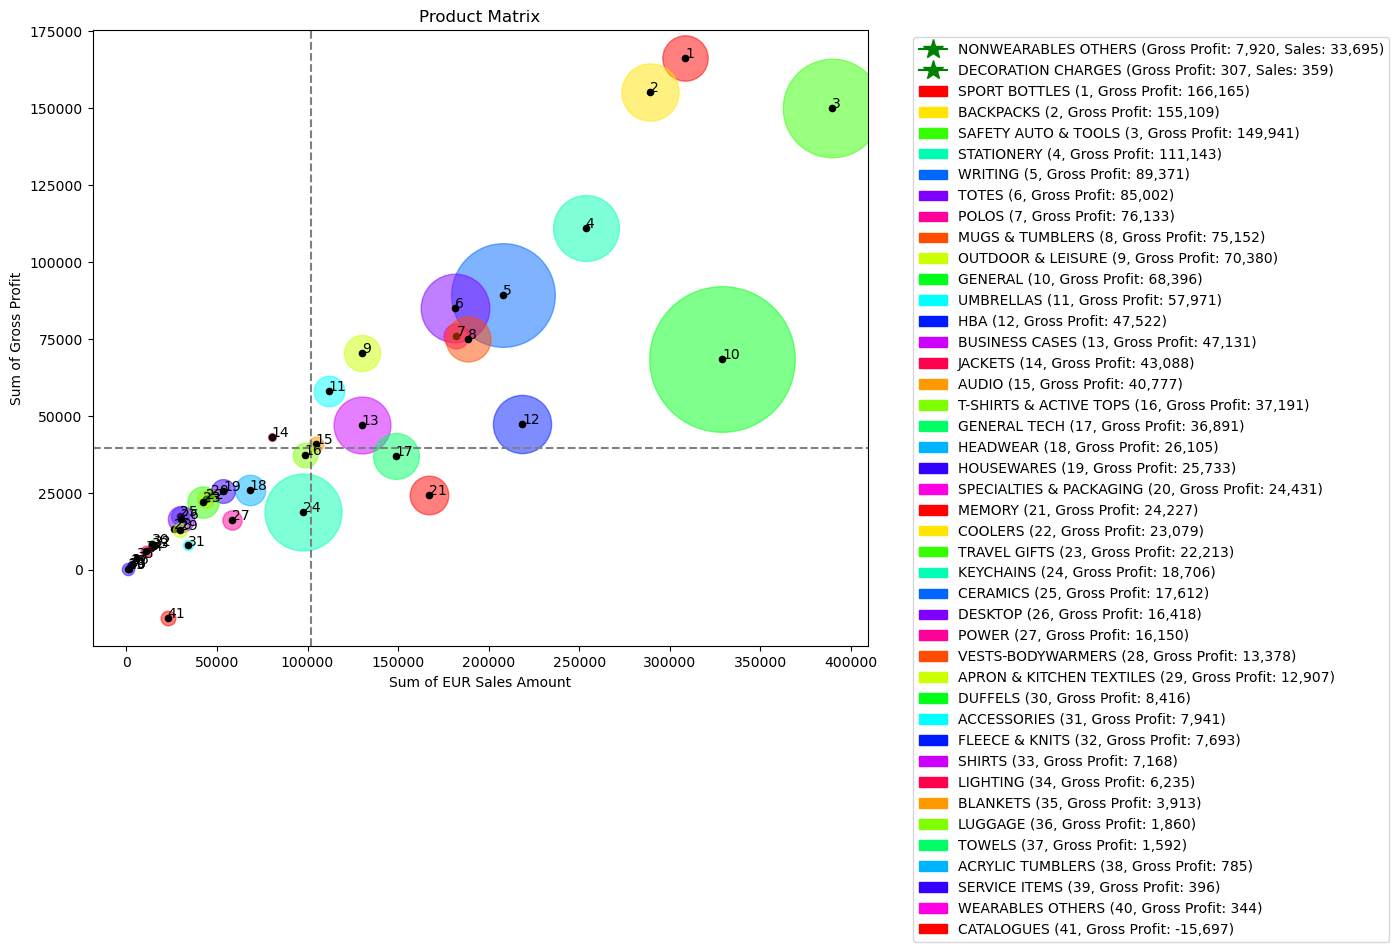 Product Matrix
175000
150000
125000
100000
75000
50000
25000
0
Sum of Gross Profit
0
50000
100000
150000
200000
250000
300000
350000
400000
Sum of EUR Sales Amount
1
2
3
4
5
6
7
8
9
10
11
12
13
14
15
16
17
18
19
21
24
27
29
31
41
NONWEARABLES OTHERS (Gross Profit: 7,920, Sales: 33,695)
DECORATION CHARGES (Gross Profit: 307, Sales: 359)
SPORT BOTTLES (1, Gross Profit: 166,165)
BACKPACKS (2, Gross Profit: 155,109)
SAFETY AUTO & TOOLS (3, Gross Profit: 149,941)
STATIONERY (4, Gross Profit: 111,143)
WRITING (5, Gross Profit: 89,371)
TOTES (6, Gross Profit: 85,002)
POLOS (7, Gross Profit: 76,133)
MUGS & TUMBLERS (8, Gross Profit: 75,152)
OUTDOOR & LEISURE (9, Gross Profit: 70,380)
GENERAL (10, Gross Profit: 68,396)
UMBRELLAS (11, Gross Profit: 57,971)
HBA (12, Gross Profit: 47,522)
BUSINESS CASES (13, Gross Profit: 47,131)
JACKETS (14, Gross Profit: 43,088)
AUDIO (15, Gross Profit: 40,777)
T-SHIRTS & ACTIVE TOPS (16, Gross Profit: 37,191)
GENERAL TECH (17, Gross Profit: 36,891)
HEADWEAR (18, Gross Profit: 26,105)
HOUSEWARES (19, Gross Profit: 25,733)
SPECIALTIES & PACKAGING (20, Gross Profit: 24,431)
MEMORY (21, Gross Profit: 24,227)
COOLERS (22, Gross Profit: 23,079)
TRAVEL GIFTS (23, Gross Profit: 22,213)
KEYCHAINS (24, Gross Profit: 18,706)
CERAMICS (25, Gross Profit: 17,612)
DESKTOP (26, Gross Profit: 16,418)
POWER (27, Gross Profit: 16,150)
VESTS-BODYWARMERS (28, Gross Profit: 13,378)
APRON & KITCHEN TEXTILES (29, Gross Profit: 12,907)
DUFFELS (30, Gross Profit: 8,416)
ACCESSORIES (31, Gross Profit: 7,941)
FLEECE & KNITS (32, Gross Profit: 7,693)
SHIRTS (33, Gross Profit: 7,168)
LIGHTING (34, Gross Profit: 6,235)
BLANKETS (35, Gross Profit: 3,913)
LUGGAGE (36, Gross Profit: 1,860)
TOWELS (37, Gross Profit: 1,592)
ACRYLIC TUMBLERS (38, Gross Profit: 785)
SERVICE ITEMS (39, Gross Profit: 396)
WEARABLES OTHERS (40, Gross Profit: 344)
CATALOGUES (41, Gross Profit: -15,697)